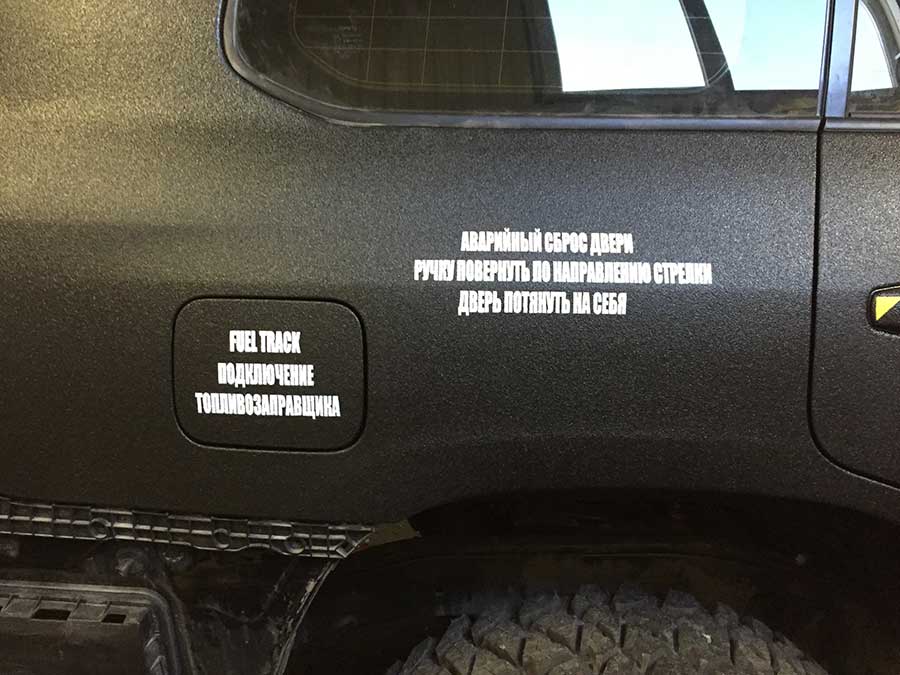 АВАРИЙНЫЙ СБРОС ДВЕРИ
РУЧКУ ПОВЕРНУТЬ ПО НАПРАВЛЕНИЮ СТРЕЛКИ
ДВЕРЬ ПОТЯНУТЬ НА СЕБЯ
FUEL TRACK
ПОДКЛЮЧЕНИЕ
ТОПЛИВОЗАПРАВЩИКА